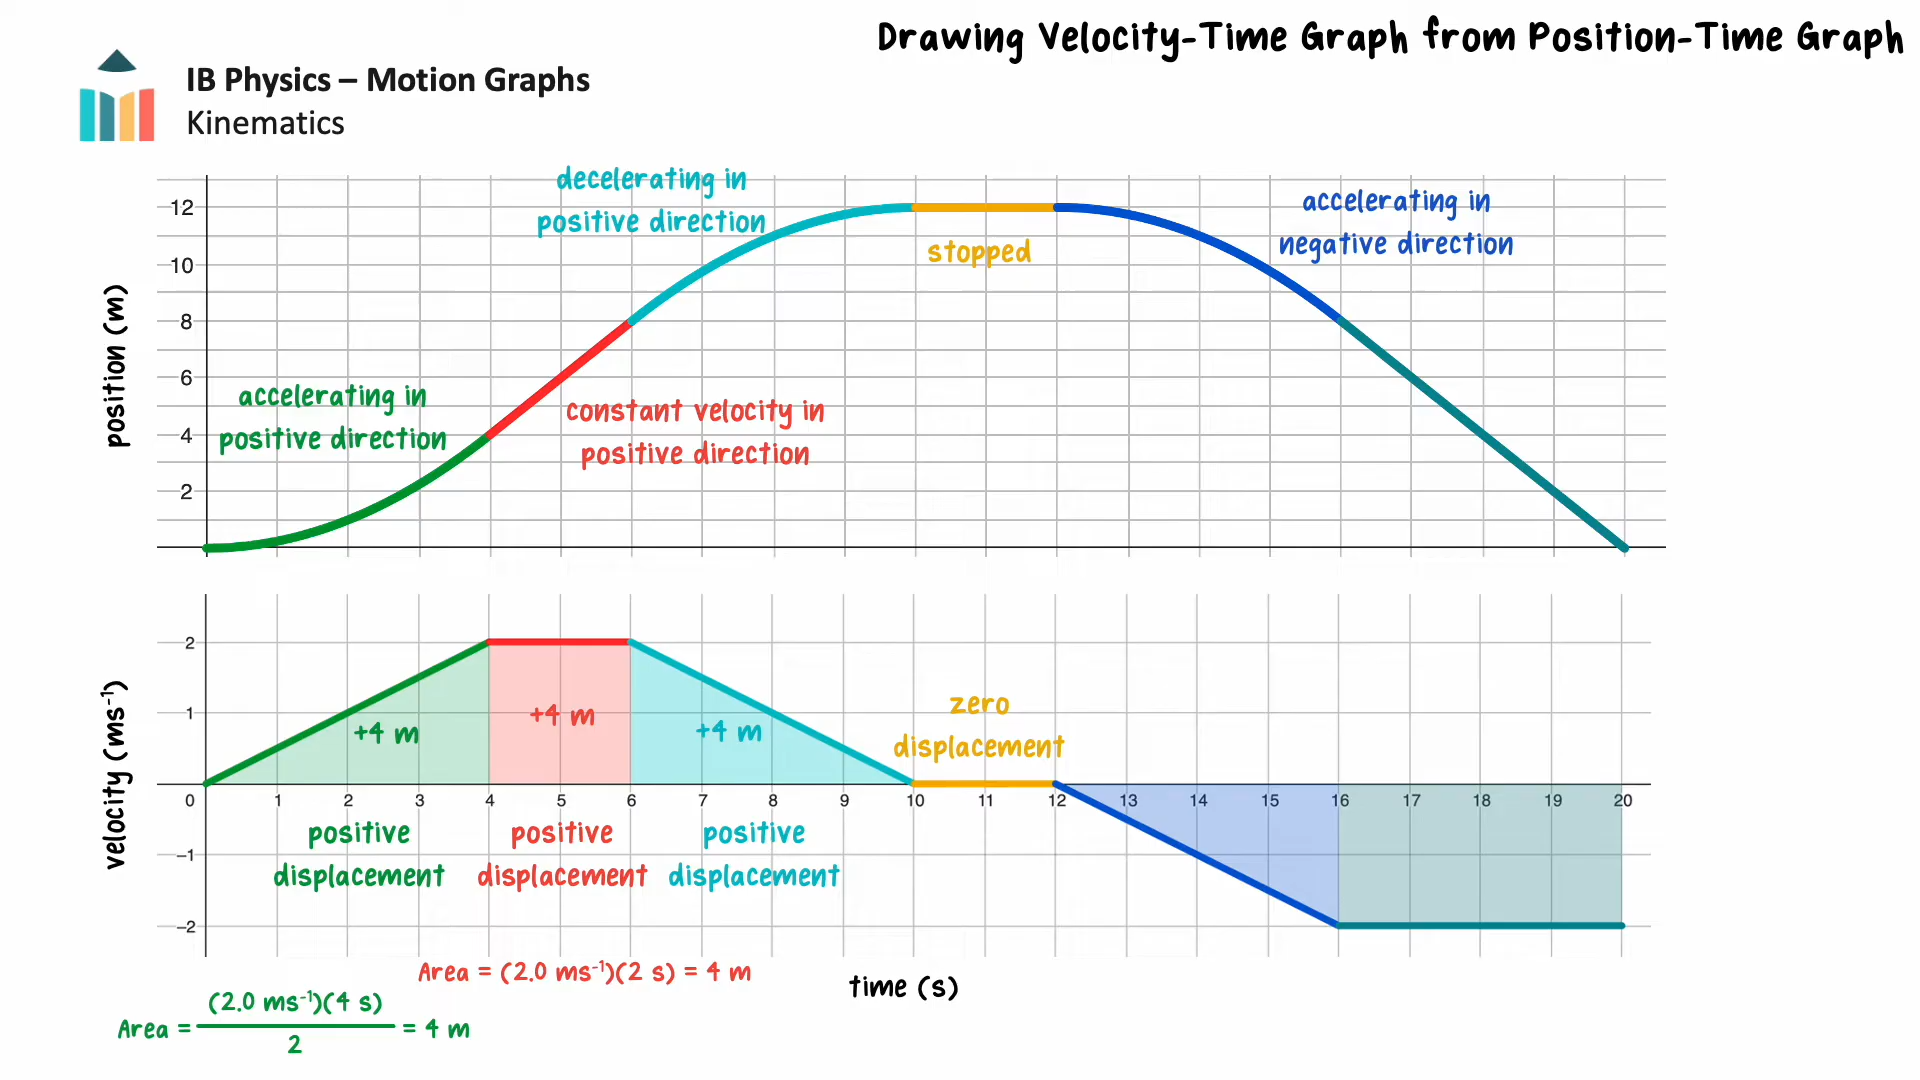 Drawing Velocity-Time Graph from Position-Time Graph
IB Physics – Motion Graphs
Kinematics
decelerating in
positive direction
accelerating in
negative direction
stopped
accelerating in
positive direction
constant velocity in
positive direction
position (m)
12
10
8
6
4
2
velocity (ms⁻¹)
2
1
0
−1
−2
+4 m
+4 m
+4 m
zero
displacement
1 2 3 4 5 6 7 8 9 10 11 12 13 14 15 16 17 18 19 20
positive
displacement
positive
displacement
positive
displacement
Area = (2.0 ms⁻¹)(2 s) = 4 m
time (s)
(2.0 ms⁻¹)(4 s)
Area = = 4 m
2